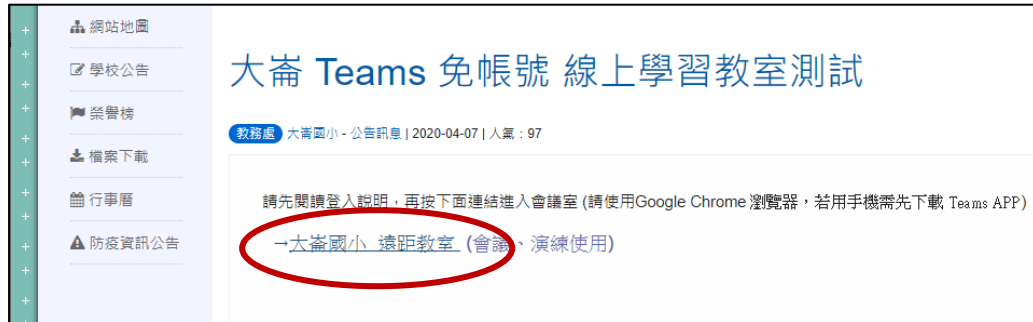 網站地圖
學校公告
榮譽榜
檔案下載
行事曆
防疫資訊公告
大崙 Teams 免帳號 線上學習教室測試
教務處 大崙國小 - 公告訊息 | 2020-04-07 | 人氣：97
請先閱讀登入說明，再按下面連結進入會議室 (請使用Google Chrome 瀏覽器，若用手機需先下載 Teams APP)
→大崙國小 遠距教室 (會議、演練使用)